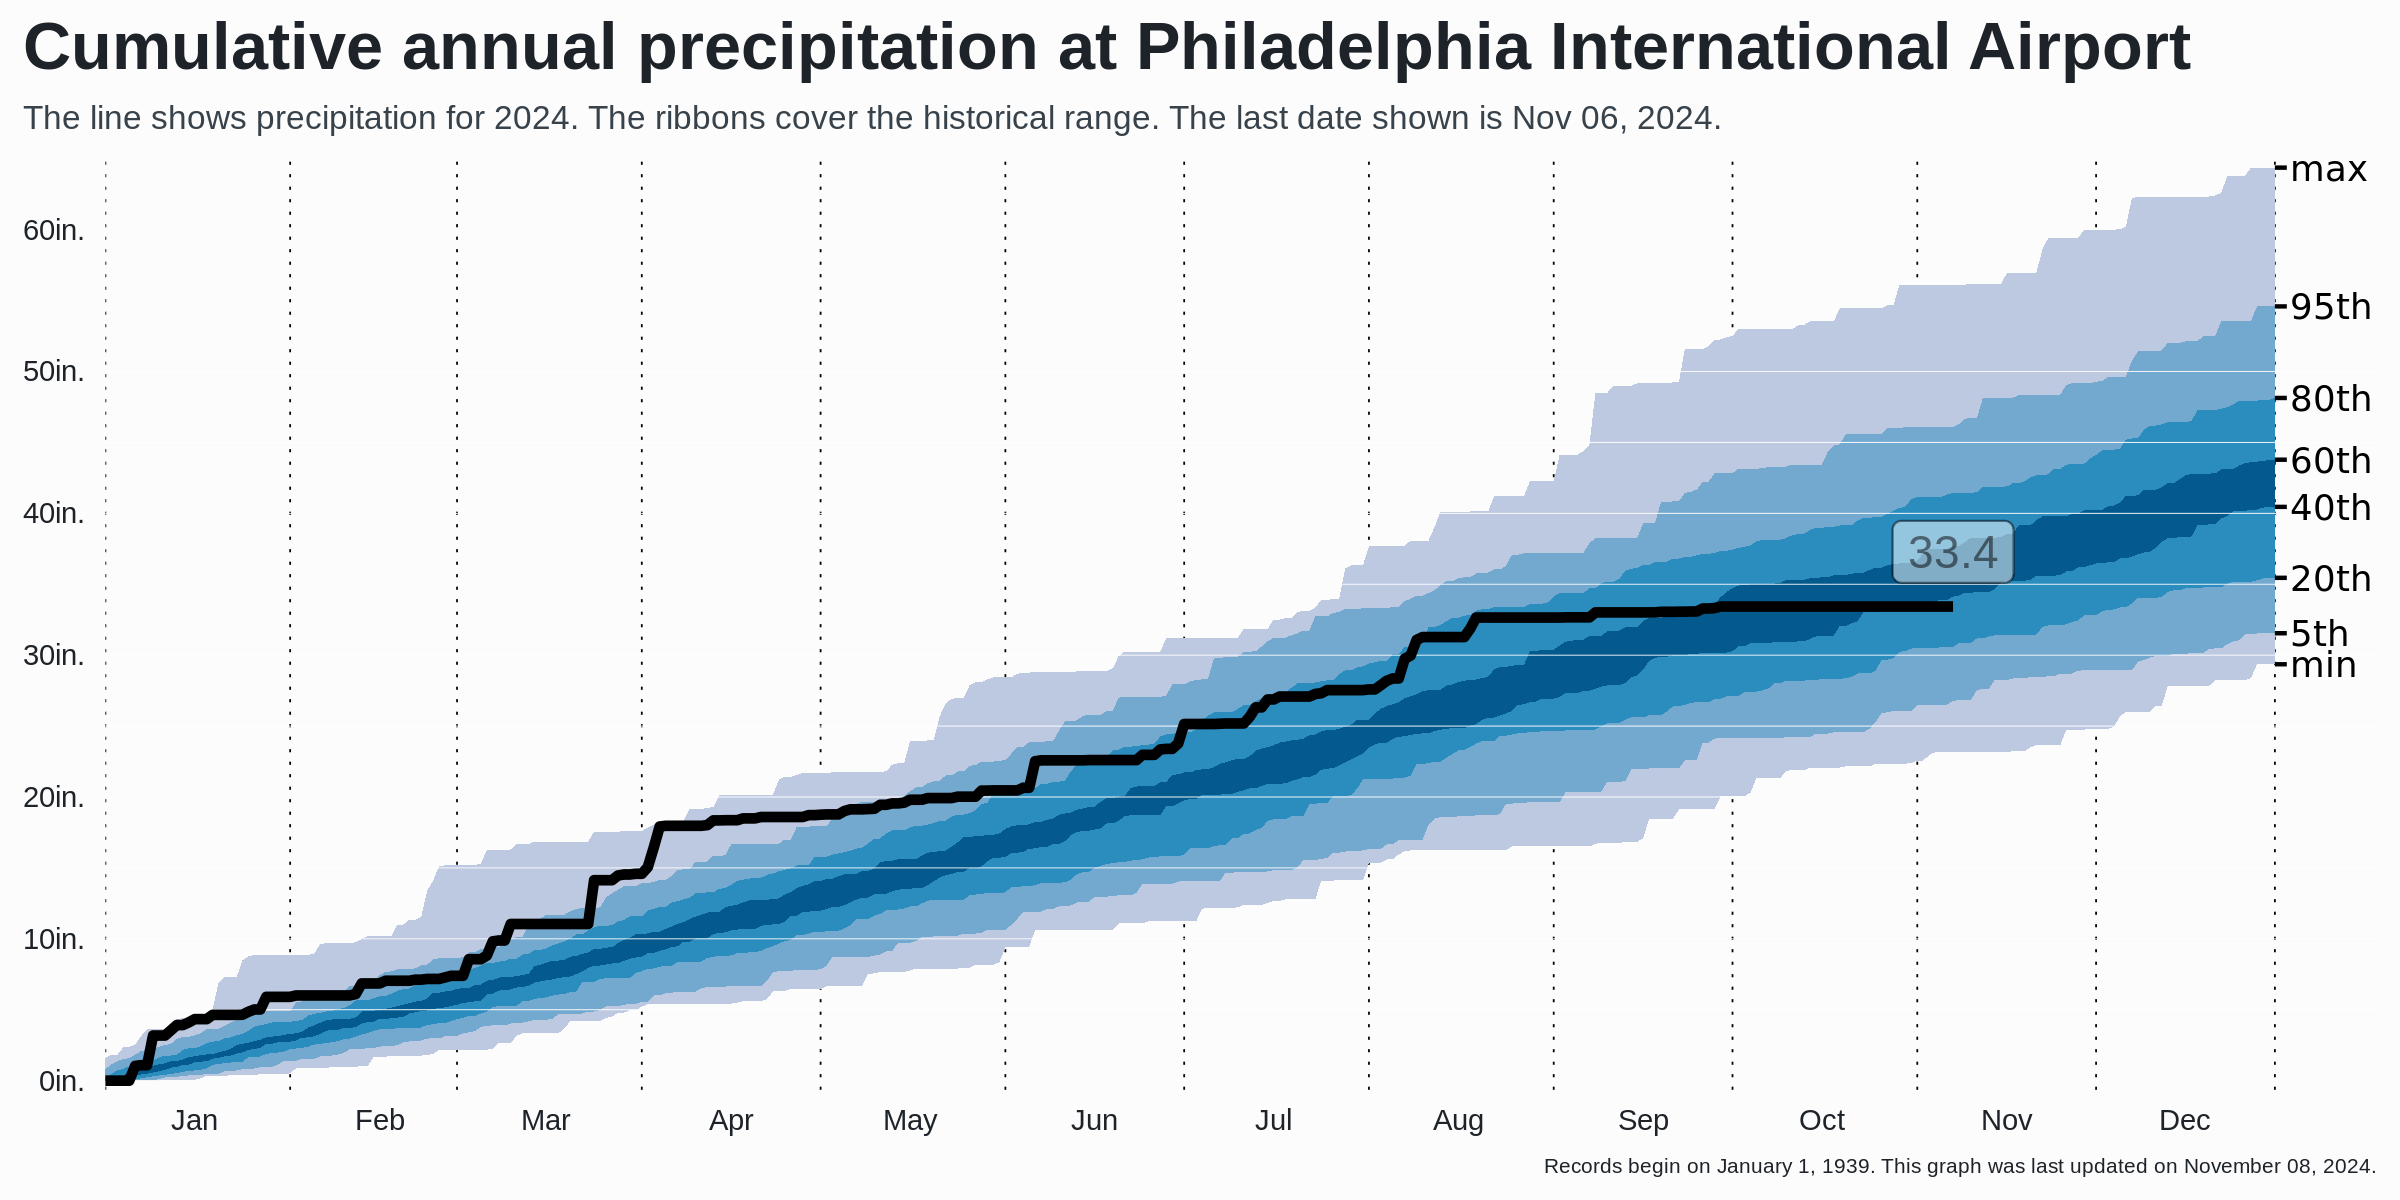 Cumulative annual precipitation at Philadelphia International Airport
The line shows precipitation for 2024. The ribbons cover the historical range. The last date shown is Nov 06, 2024.
max
60in.
95th
50in.
80th
60th
40th
40in.
33.4
20th
5th
30in.
min
20in.
10in.
0in.
Jan Feb Mar Apr May Jun Jul Aug Sep Oct Nov Dec
Records begin on January 1, 1939. This graph was last updated on November 08, 2024.